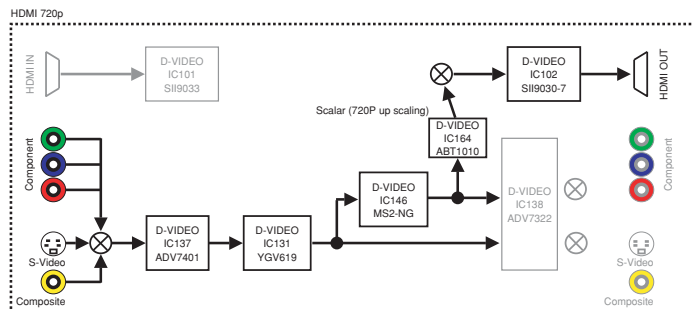 HDMI 720p
HDMI IN
D-VIDEO
IC101
SII9033
D-VIDEO
IC102
SII9030-7
HDMI OUT
Scalar (720P up scaling)
D-VIDEO
IC164
ABT1010
Component
D-VIDEO
IC146
MS2-NG
D-VIDEO
IC138
ADV7322
Component
D-VIDEO
IC137
ADV7401
D-VIDEO
IC131
YGV619
S-Video
S-Video
Composite
Composite